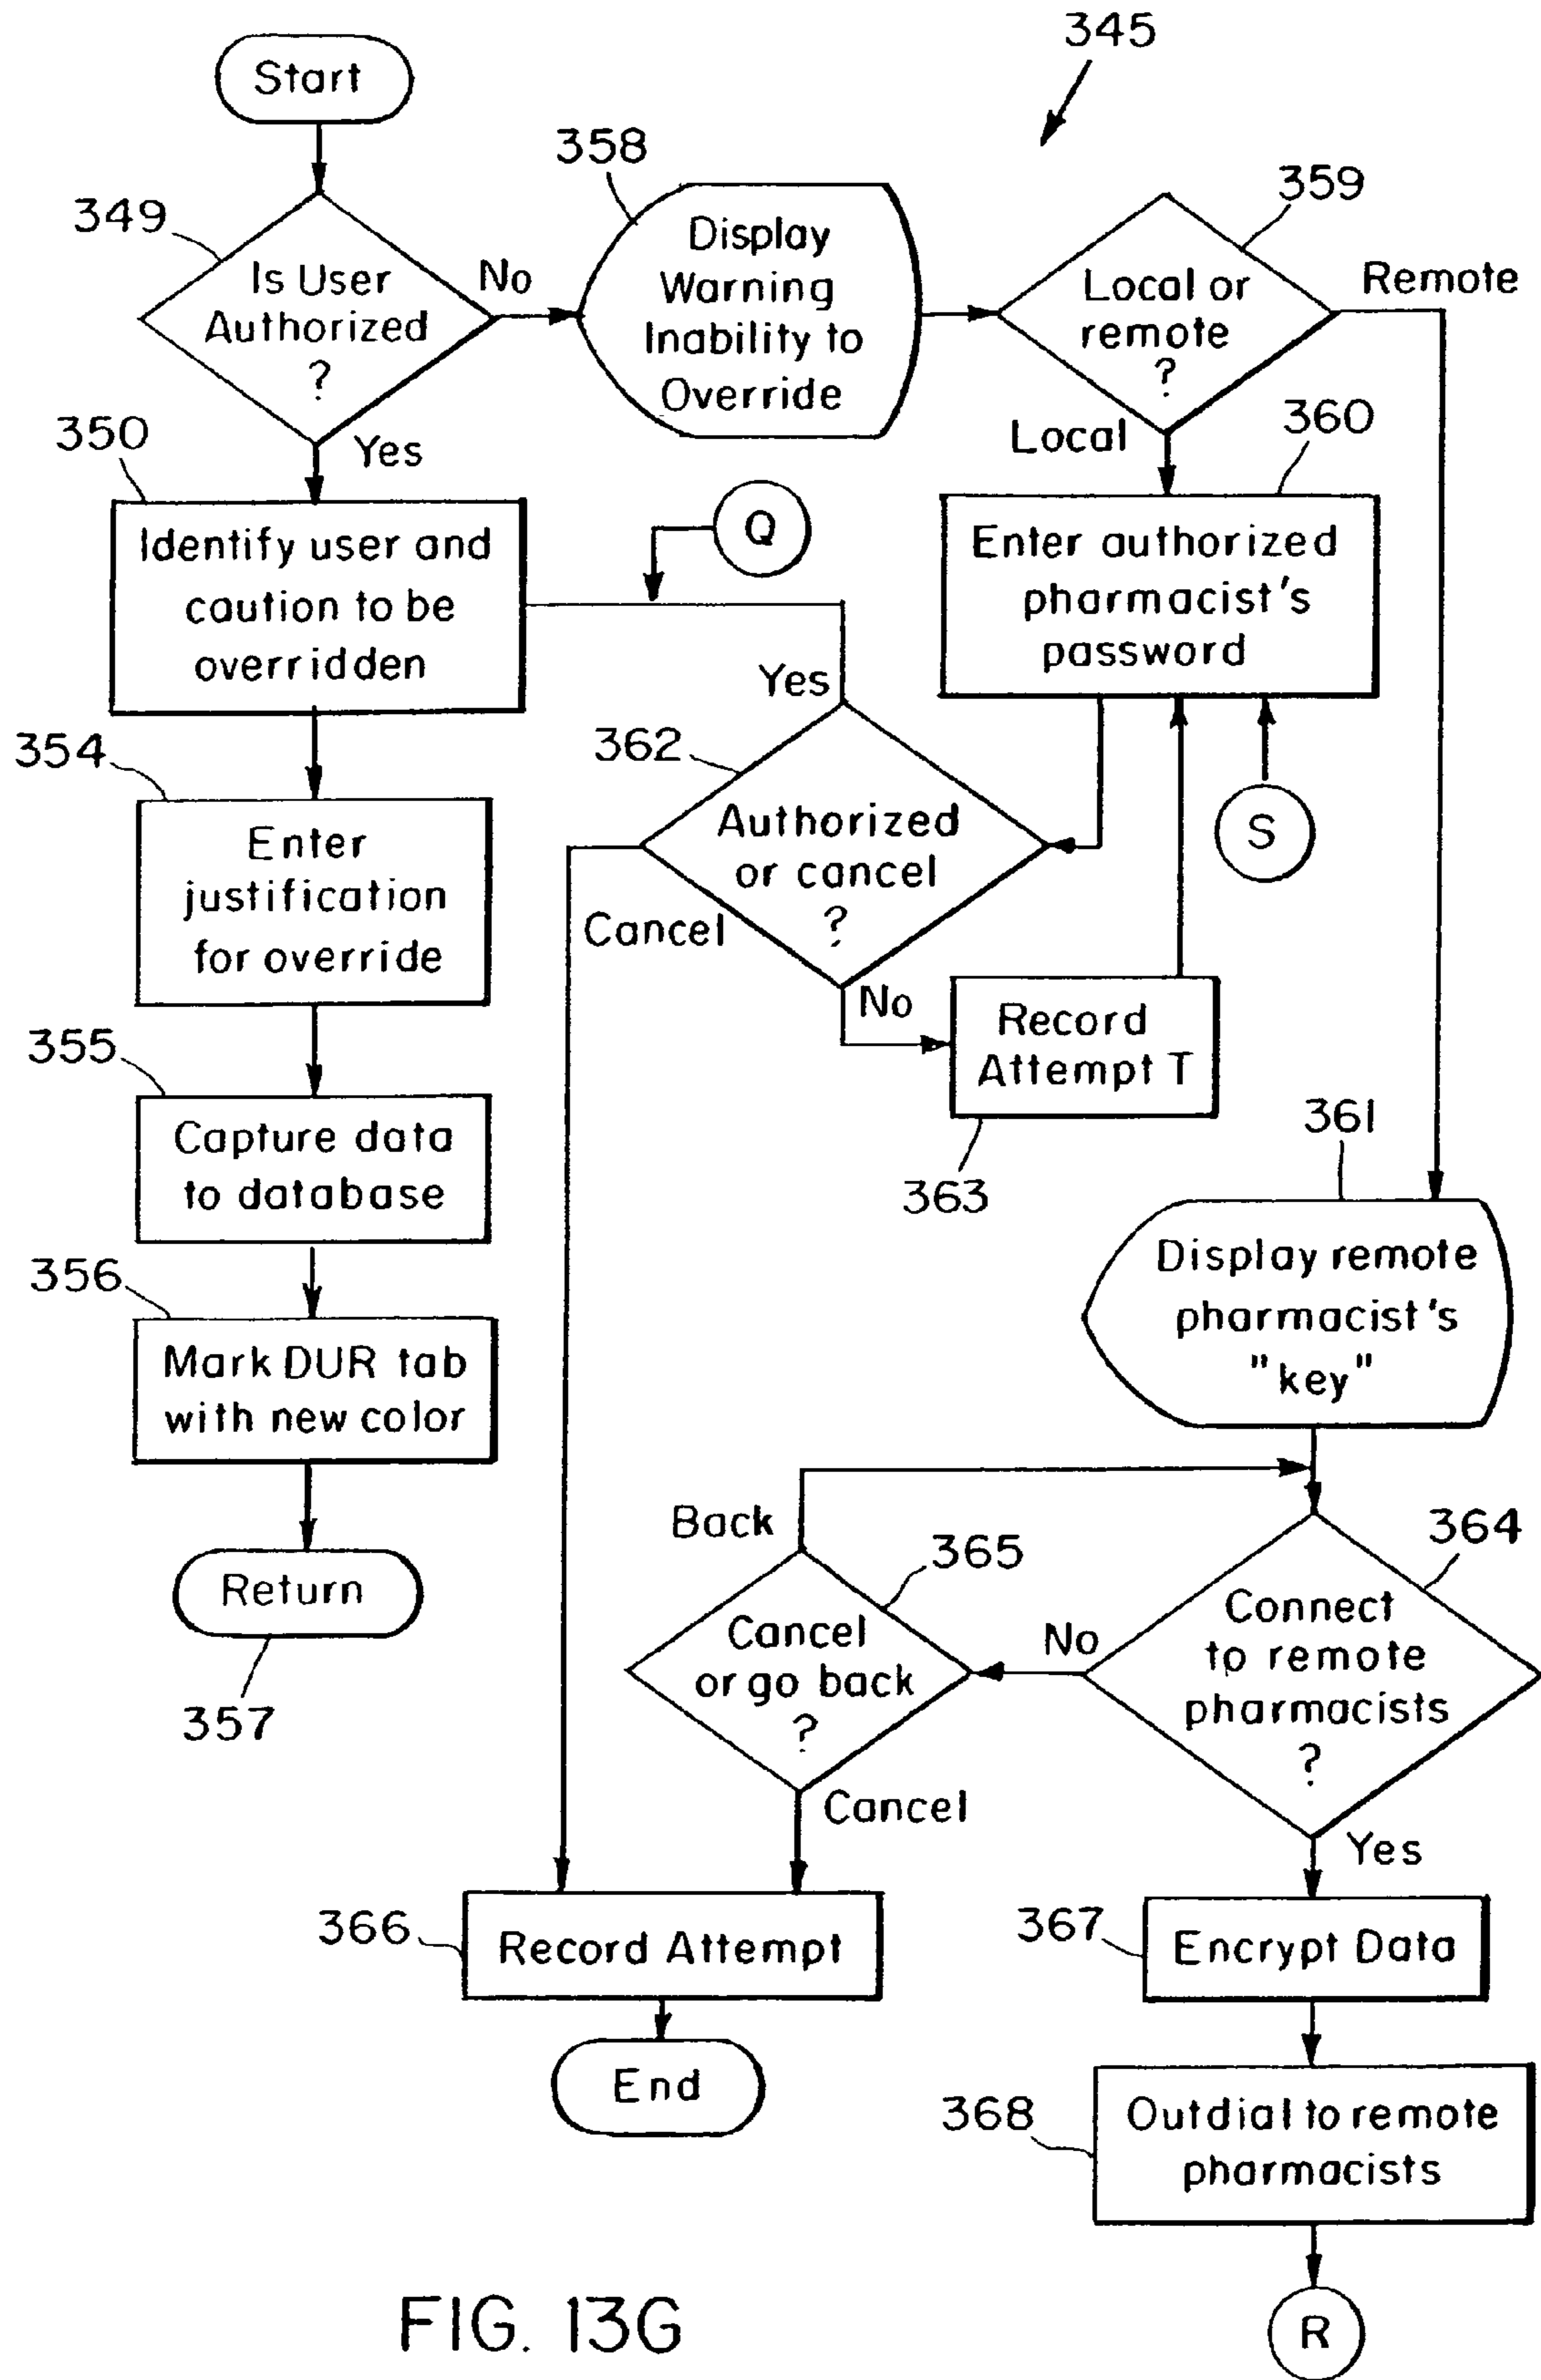 345
Start
358
359
349
Is User
Authorized
?
No
Display
Warning
Inability to
Override
Local or
remote
?
Remote
350
Yes
Local
360
Identify user and
caution to be
overridden
Q
Enter authorized
pharmacist's
password
Yes
354
362
Enter
justification
for override
Authorized
or cancel
?
S
Cancel
No
Record
Attempt T
355
363
361
Capture data
to database
Display remote
pharmacist's
"key"
356
Mark DUR tab
with new color
Back
365
364
Return
357
Cancel
or go back
?
No
Connect
to remote
pharmacists
?
Cancel
Yes
366
Record Attempt
367
Encrypt Data
End
368
Outdial to remote
pharmacists
R
FIG. 13G